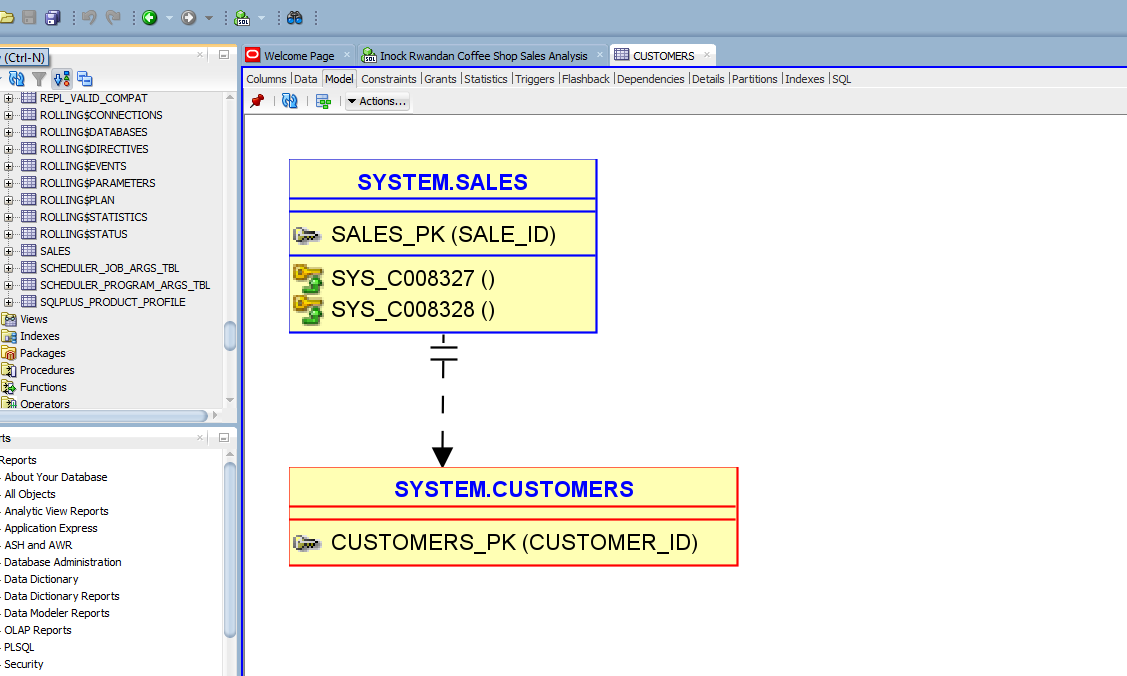 (Ctrl-N)
REPL_VALID_COMPAT
ROLLING$CONNECTIONS
ROLLING$DATABASES
ROLLING$DIRECTIVES
ROLLING$EVENTS
ROLLING$PARAMETERS
ROLLING$PLAN
ROLLING$STATISTICS
ROLLING$STATUS
SALES
SCHEDULER_JOB_ARGS_TBL
SCHEDULER_PROGRAM_ARGS_TBL
SQLPLUS_PRODUCT_PROFILE
Views
Indexes
Packages
Procedures
Functions
Operators
rts
Reports
About Your Database
All Objects
Analytic View Reports
Application Express
ASH and AWR
Database Administration
Data Dictionary
Data Dictionary Reports
Data Modeler Reports
OLAP Reports
PLSQL
Security
SQL
Welcome Page
SQL Inock Rwandan Coffee Shop Sales Analysis
CUSTOMERS
Columns Data Model Constraints Grants Statistics Triggers Flashback Dependencies Details Partitions Indexes SQL
Actions...
SYSTEM.SALES
SALES_PK (SALE_ID)
SYS_C008327 ()
SYS_C008328 ()
SYSTEM.CUSTOMERS
CUSTOMERS_PK (CUSTOMER_ID)